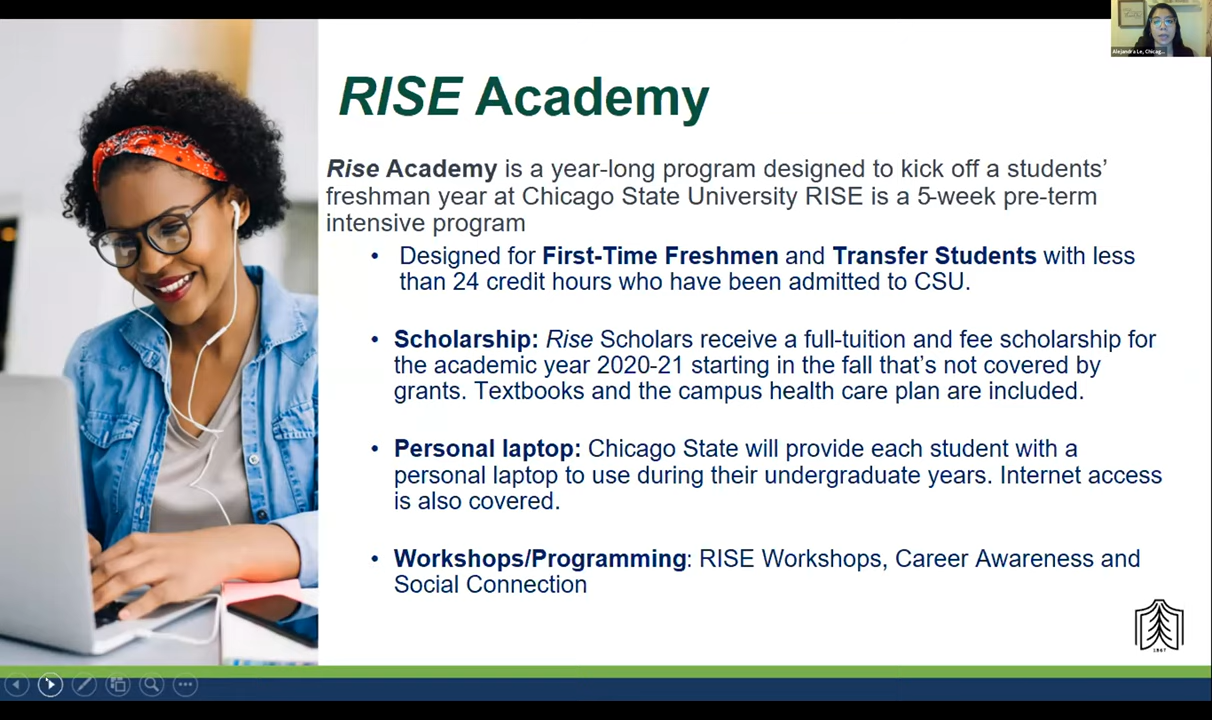 Alejandra Le, Chicag...
RISE Academy
Rise Academy is a year-long program designed to kick off a students’
freshman year at Chicago State University RISE is a 5-week pre-term
intensive program
• Designed for First-Time Freshmen and Transfer Students with less
than 24 credit hours who have been admitted to CSU.
• Scholarship: Rise Scholars receive a full-tuition and fee scholarship for
the academic year 2020-21 starting in the fall that’s not covered by
grants. Textbooks and the campus health care plan are included.
• Personal laptop: Chicago State will provide each student with a
personal laptop to use during their undergraduate years. Internet access
is also covered.
• Workshops/Programming: RISE Workshops, Career Awareness and
Social Connection
1867